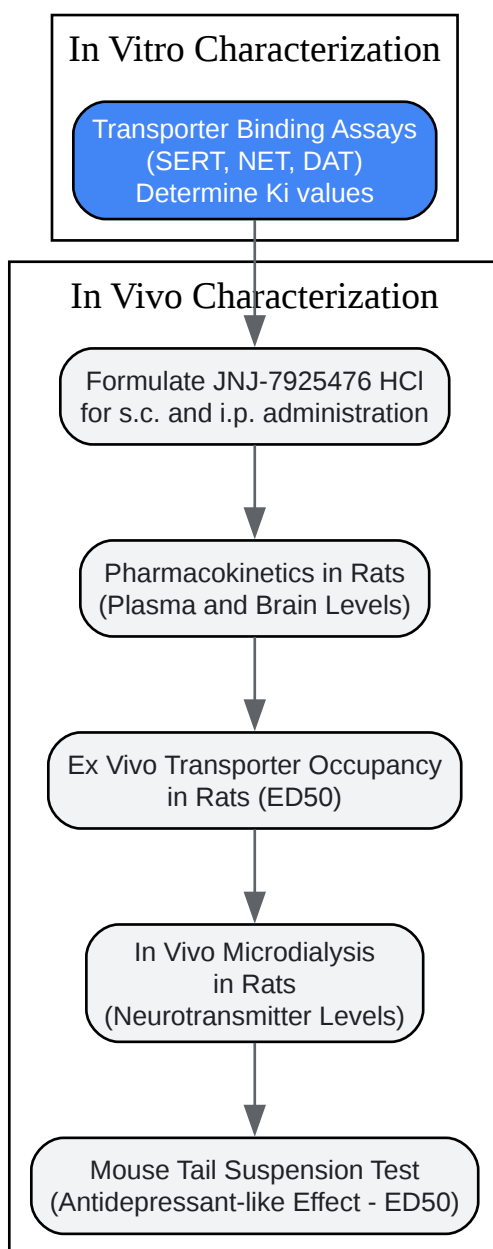 In Vitro Characterization
Transporter Binding Assays
(SERT, NET, DAT)
Determine Ki values
In Vivo Characterization
Formulate JNJ-7925476 HCl
for s.c. and i.p. administration
Pharmacokinetics in Rats
(Plasma and Brain Levels)
Ex Vivo Transporter Occupancy
in Rats (ED50)
In Vivo Microdialysis
in Rats
(Neurotransmitter Levels)
Mouse Tail Suspension Test
(Antidepressant-like Effect - ED50)